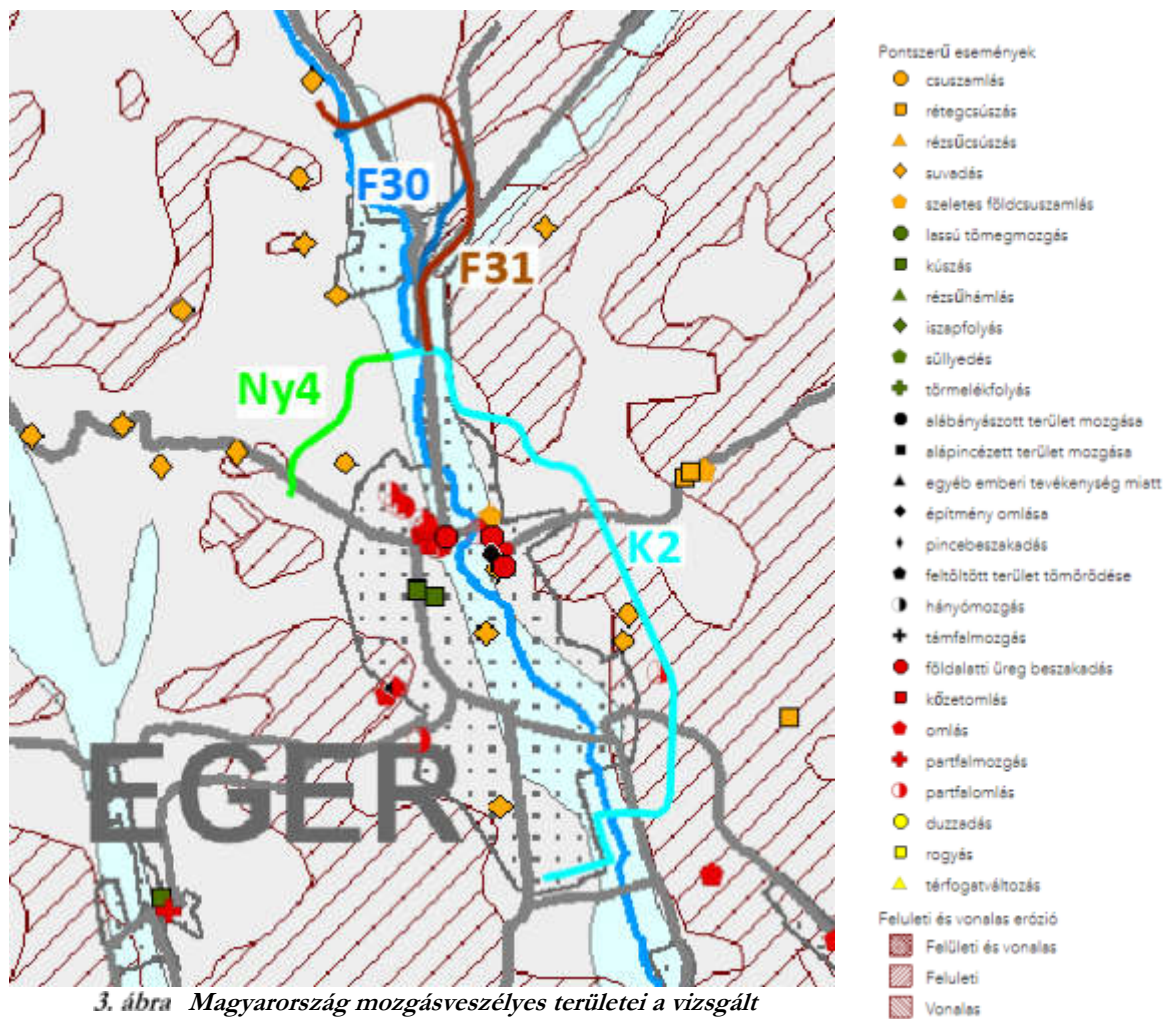 F30
F31
Ny4
K2
EGER
3. ábra Magyarország mozgásveszélyes területei a vizsgált
Pontszerű események
csuszamlás
rétegcsúszás
rézsűcsúszás
suvadás
szeletes földcsuszamlás
lassú tömegmozgás
kúszás
rézsűhámlás
iszapfolyás
süllyedés
törmelékfolyás
alábányászott terület mozgása
alápincézett terület mozgása
egyéb emberi tevékenység miatt
építmény omlása
pincebeszakadás
feltöltött terület tömörödése
hányómozgás
támfalmozgás
földalatti üreg beszakadás
kőzetomlás
omlás
partfalmozgás
partfalomlás
duzzadás
rogyás
térfogatváltozás
Feluleti és vonalas erózió
Felületi és vonalas
Feluleti
Vonalas